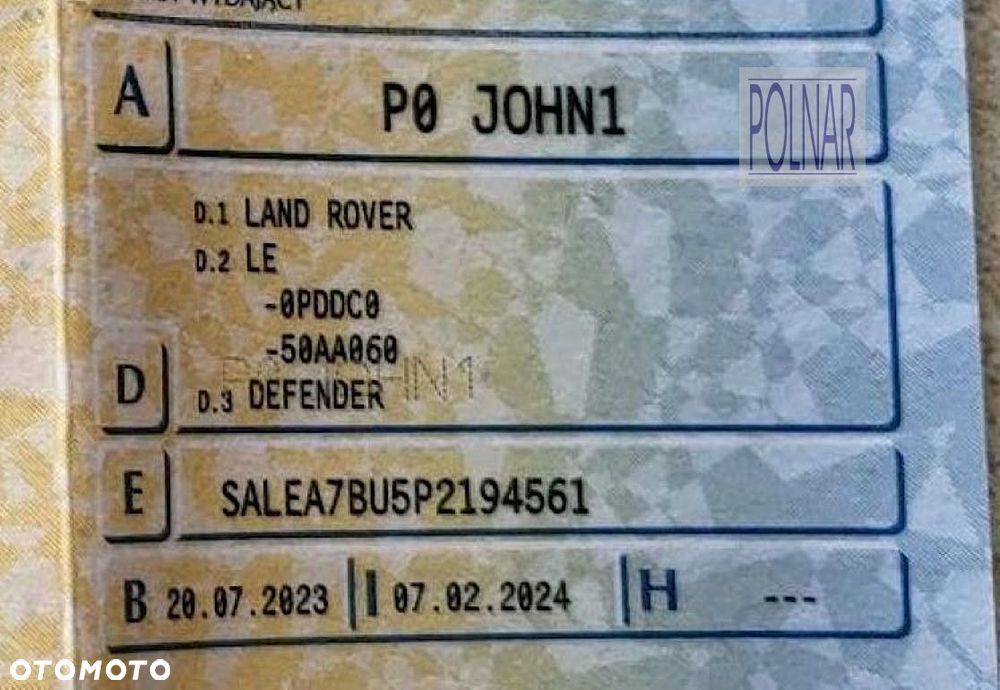 WYDAJĄCY
A
P0 JOHN1
POLNAR
D.1 LAND ROVER
D.2 LE
-0PDDC0
-50AA060
D
D.3 DEFENDER
E
SALEA7BU5P2194561
B 20.07.2023
I 07.02.2024
H ---
OTOMOTO